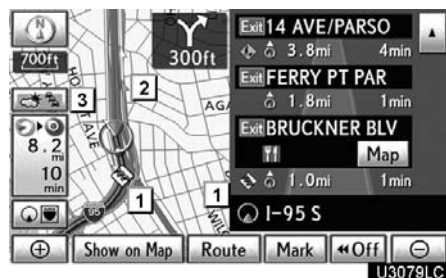 N
700ft
300ft
Exit 14 AVE/PARSO
3.8mi 4min
Exit FERRY PT PAR
1.8mi 1min
Exit BRUCKNER BLV
Map
1.0mi 1min
I-95 S
2
3
AGA
AVE
8.2
mi
10
min
1
1
95
⊕ Show on Map Route Mark ◀◀Off ⊖
U3079LC